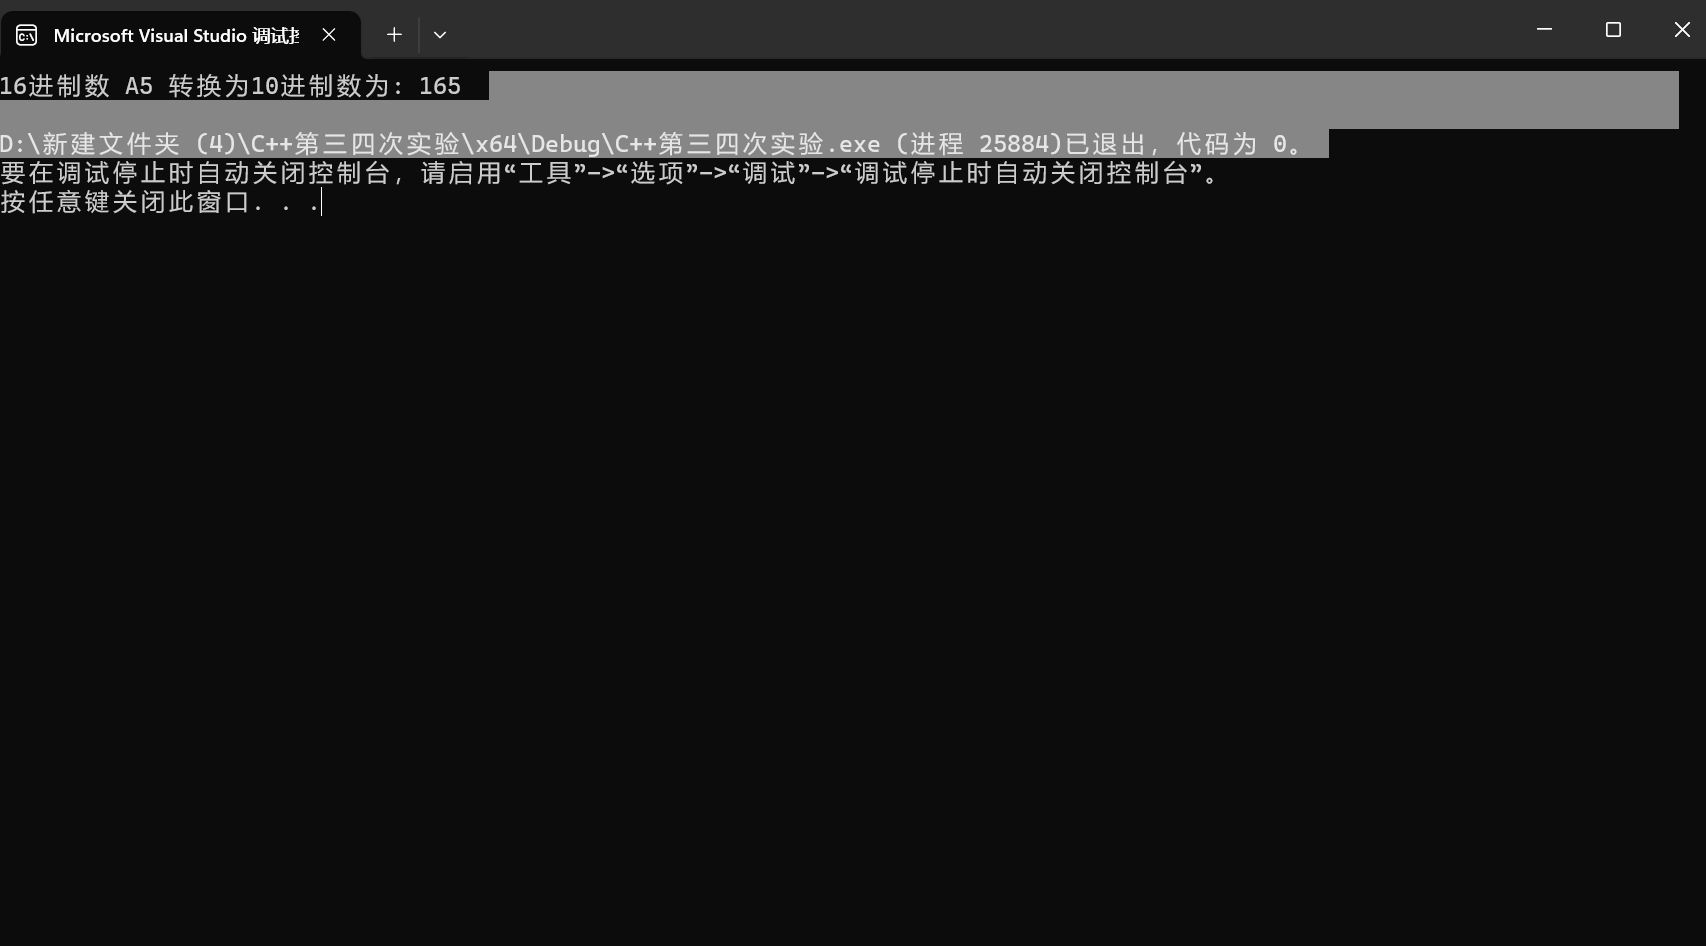 Microsoft Visual Studio 调试
16进制数 A5 转换为10进制数为: 165
D:\新建文件夹 (4)\C++第三四次实验\x64\Debug\C++第三四次实验.exe (进程 25884)已退出，代码为 0。
要在调试停止时自动关闭控制台，请启用“工具”->“选项”->“调试”->“调试停止时自动关闭控制台”。
按任意键关闭此窗口. . .